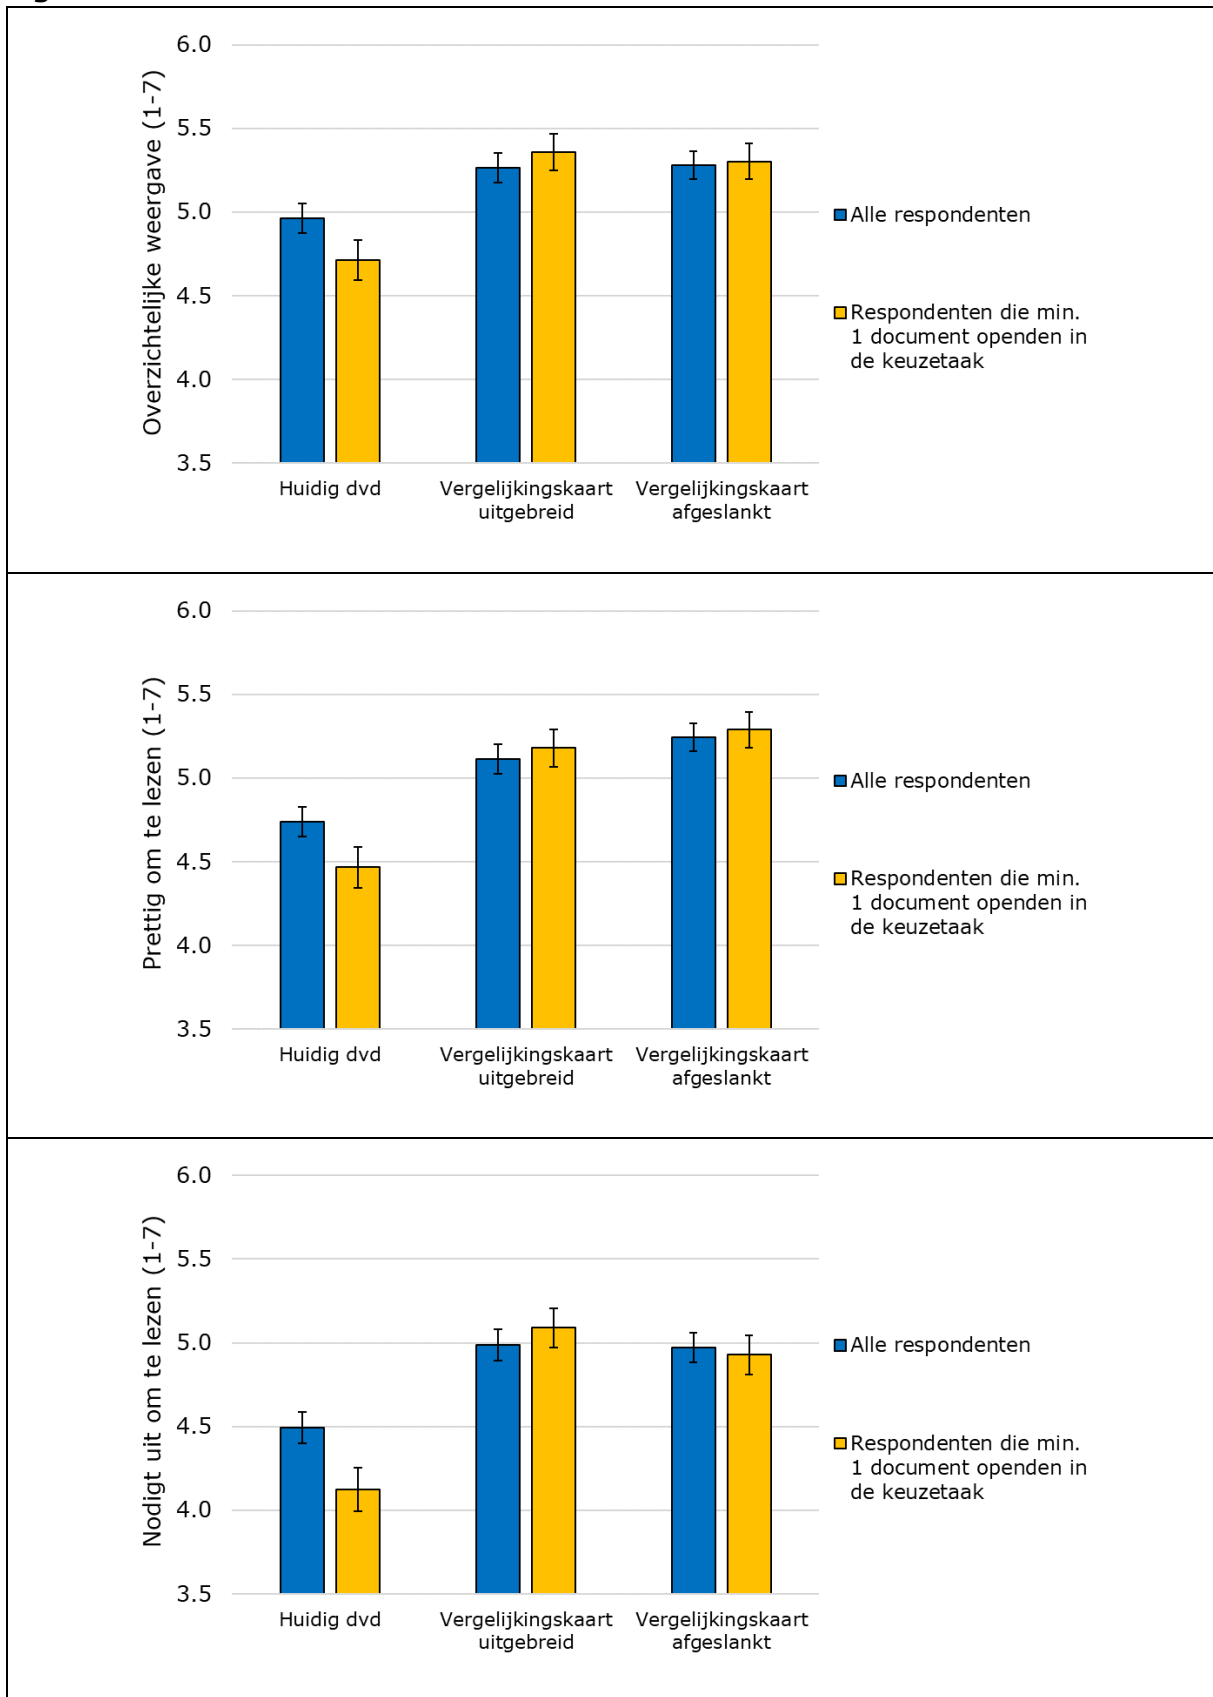 6.0
5.5
5.0
4.5
4.0
3.5
Overzichtelijke weergave (1-7)
Huidig dvd
Vergelijkingskaart
uitgebreid
Vergelijkingskaart
afgeslankt
Alle respondenten
Respondenten die min.
1 document openden in
de keuzetaak
6.0
5.5
5.0
4.5
4.0
3.5
Prettig om te lezen (1-7)
Huidig dvd
Vergelijkingskaart
uitgebreid
Vergelijkingskaart
afgeslankt
Alle respondenten
Respondenten die min.
1 document openden in
de keuzetaak
6.0
5.5
5.0
4.5
4.0
3.5
Nodigt uit om te lezen (1-7)
Huidig dvd
Vergelijkingskaart
uitgebreid
Vergelijkingskaart
afgeslankt
Alle respondenten
Respondenten die min.
1 document openden in
de keuzetaak